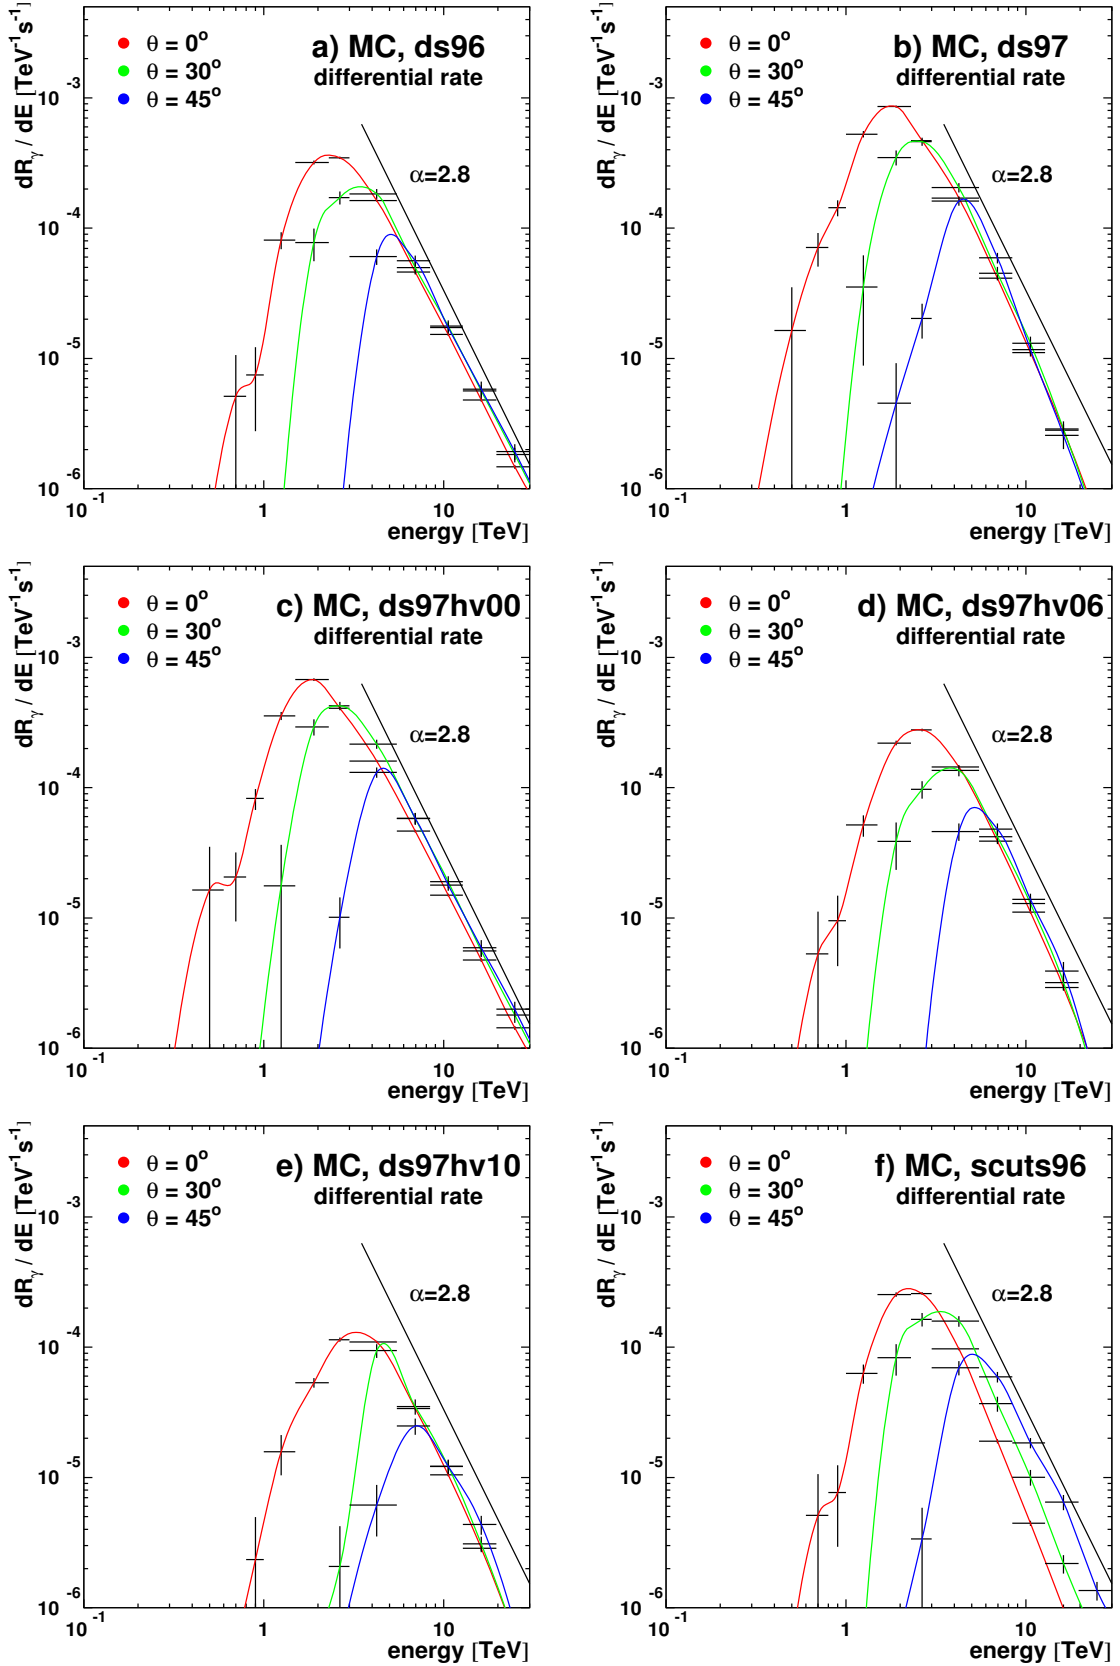 a) MC, ds96
differential rate
θ = 0°
θ = 30°
θ = 45°
α=2.8
dR_γ / dE [TeV⁻¹s⁻¹]
10⁻³
10⁻⁴
10⁻⁵
10⁻⁶
10⁻¹ 1 10
energy [TeV]
b) MC, ds97
differential rate
θ = 0°
θ = 30°
θ = 45°
α=2.8
dR_γ / dE [TeV⁻¹s⁻¹]
10⁻³
10⁻⁴
10⁻⁵
10⁻⁶
10⁻¹ 1 10
energy [TeV]
c) MC, ds97hv00
differential rate
θ = 0°
θ = 30°
θ = 45°
α=2.8
dR_γ / dE [TeV⁻¹s⁻¹]
10⁻³
10⁻⁴
10⁻⁵
10⁻⁶
10⁻¹ 1 10
energy [TeV]
d) MC, ds97hv06
differential rate
θ = 0°
θ = 30°
θ = 45°
α=2.8
dR_γ / dE [TeV⁻¹s⁻¹]
10⁻³
10⁻⁴
10⁻⁵
10⁻⁶
10⁻¹ 1 10
energy [TeV]
e) MC, ds97hv10
differential rate
θ = 0°
θ = 30°
θ = 45°
α=2.8
dR_γ / dE [TeV⁻¹s⁻¹]
10⁻³
10⁻⁴
10⁻⁵
10⁻⁶
10⁻¹ 1 10
energy [TeV]
f) MC, scuts96
differential rate
θ = 0°
θ = 30°
θ = 45°
α=2.8
dR_γ / dE [TeV⁻¹s⁻¹]
10⁻³
10⁻⁴
10⁻⁵
10⁻⁶
10⁻¹ 1 10
energy [TeV]